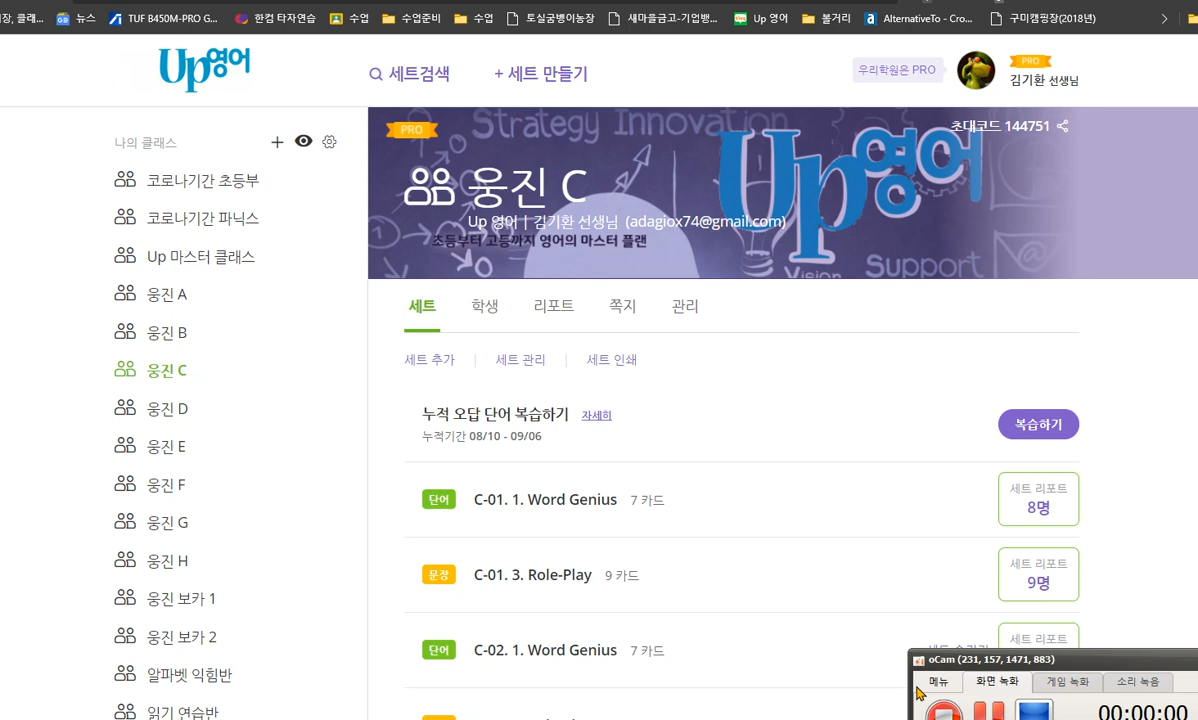 장, 클래...
뉴스
TUF B450M-PRO G...
한컴 타자연습
수업
수업준비
수업
토실굼벵이농장
새마을금고-기업뱅...
Up 영어
볼거리
AlternativeTo - Cro...
구미캠핑장(2018년)
Up영어
세트검색
+ 세트 만들기
우리학원은 PRO
PRO
김기환 선생님
나의 클래스
코로나기간 초등부
코로나기간 파닉스
Up 마스터 클래스
웅진 A
웅진 B
웅진 C
웅진 D
웅진 E
웅진 F
웅진 G
웅진 H
웅진 보카 1
웅진 보카 2
알파벳 익힘반
읽기 연습반
PRO
Strategy Innovation
초대코드 144751
Up영어
웅진 C
Up 영어 | 김기환 선생님 (adagiox74@gmail.com)
초등부터 고등까지 영어의 마스터 플랜
Vision
Support
세트
학생
리포트
쪽지
관리
세트 추가
세트 관리
세트 인쇄
누적 오답 단어 복습하기 자세히
누적기간 08/10 - 09/06
복습하기
단어 C-01. 1. Word Genius 7 카드
세트 리포트
8명
문장 C-01. 3. Role-Play 9 카드
세트 리포트
9명
단어 C-02. 1. Word Genius 7 카드
세트 리포트
oCam (231, 157, 1471, 883)
메뉴
화면 녹화
게임 녹화
소리 녹음
00:00:00